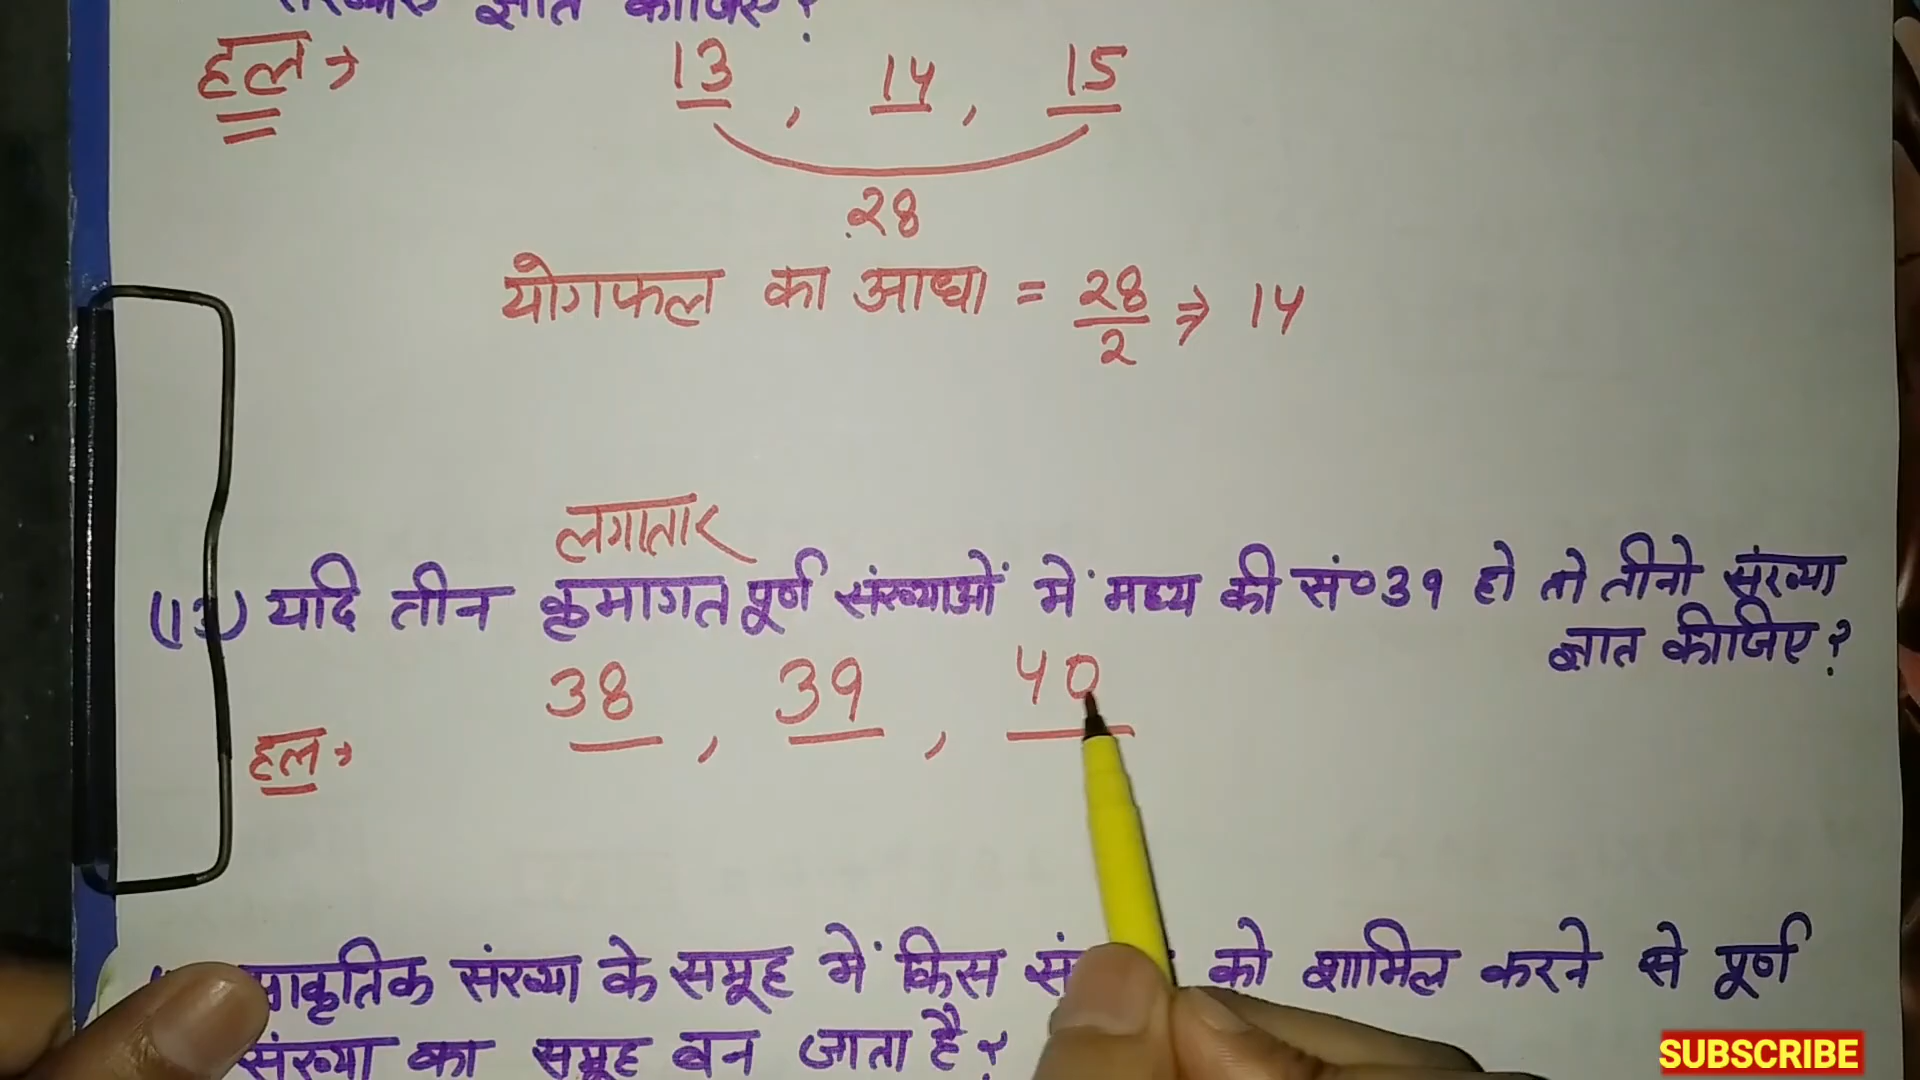 ज्ञात कीजिए?
हल → 13 , 14 , 15
28
योगफल का आधा = 28/2 ⇒ 14
लगातार
(13) यदि तीन क्रमागत पूर्ण संख्याओं में मध्य की सं० 39 हो तो तीनो संख्या
ज्ञात कीजिए?
हल → 38 , 39 , 40
प्राकृतिक संख्या के समूह में किस को शामिल करने से पूर्ण
संख्या का समूह बन जाता है?
SUBSCRIBE